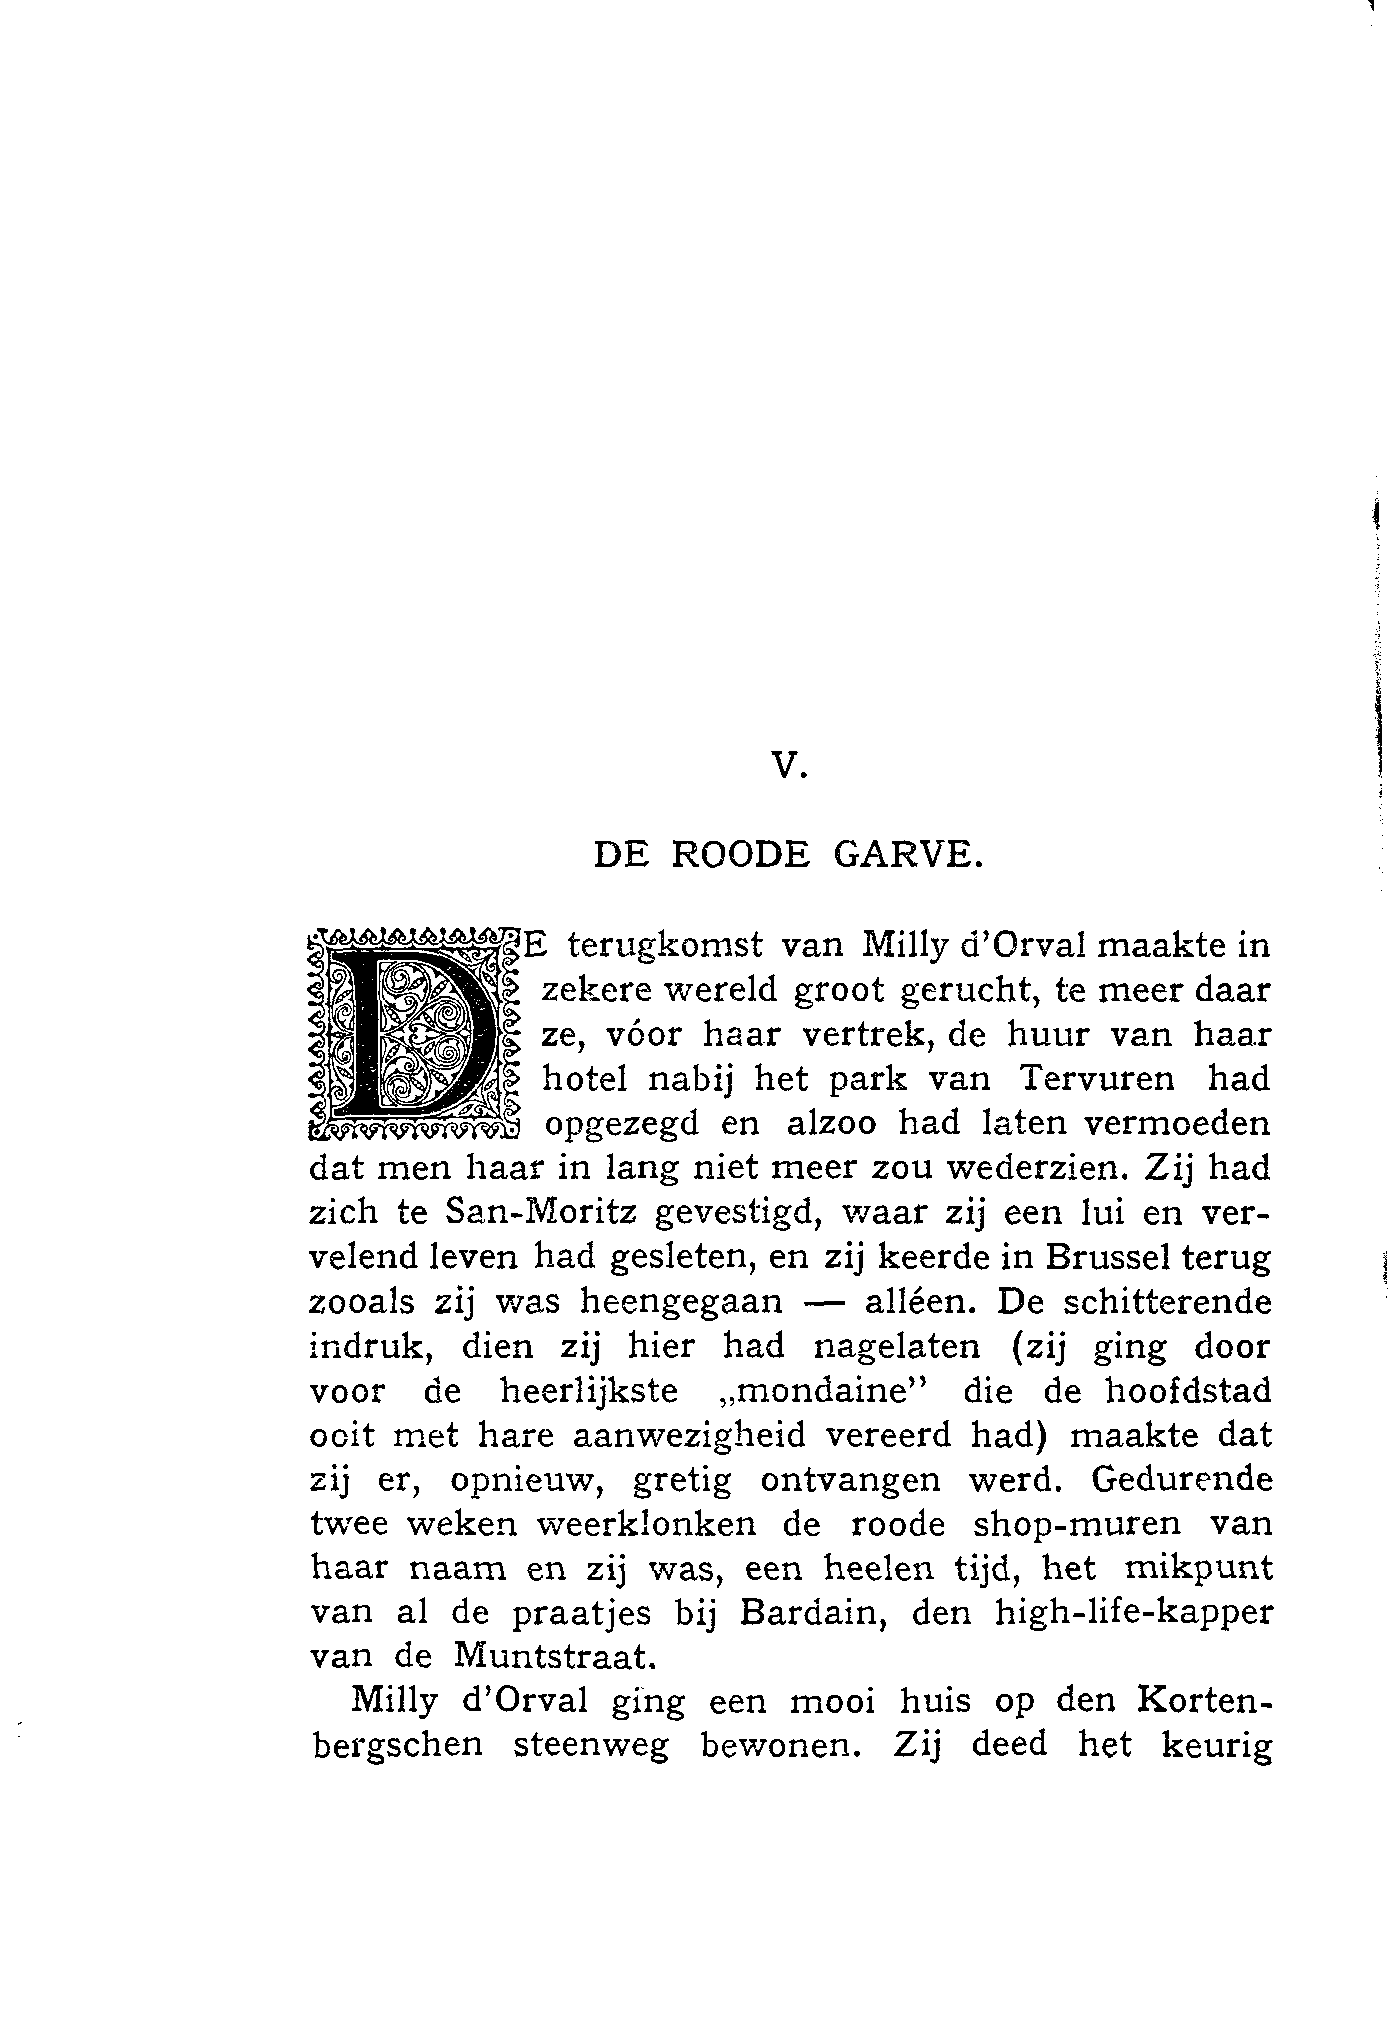 V.
DE ROODE GARVE.
DE terugkomst van Milly d'Orval maakte in
zekere wereld groot gerucht, te meer daar
ze, vóor haar vertrek, de huur van haar
hotel nabij het park van Tervuren had
opgezegd en alzoo had laten vermoeden
dat men haar in lang niet meer zou wederzien. Zij had
zich te San-Moritz gevestigd, waar zij een lui en ver-
velend leven had gesleten, en zij keerde in Brussel terug
zooals zij was heengegaan — alléen. De schitterende
indruk, dien zij hier had nagelaten (zij ging door
voor de heerlijkste „mondaine" die de hoofdstad
ooit met hare aanwezigheid vereerd had) maakte dat
zij er, opnieuw, gretig ontvangen werd. Gedurende
twee weken weerklonken de roode shop-muren van
haar naam en zij was, een heelen tijd, het mikpunt
van al de praatjes bij Bardain, den high-life-kapper
van de Muntstraat.
Milly d'Orval ging een mooi huis op den Korten-
bergschen steenweg bewonen. Zij deed het keurig